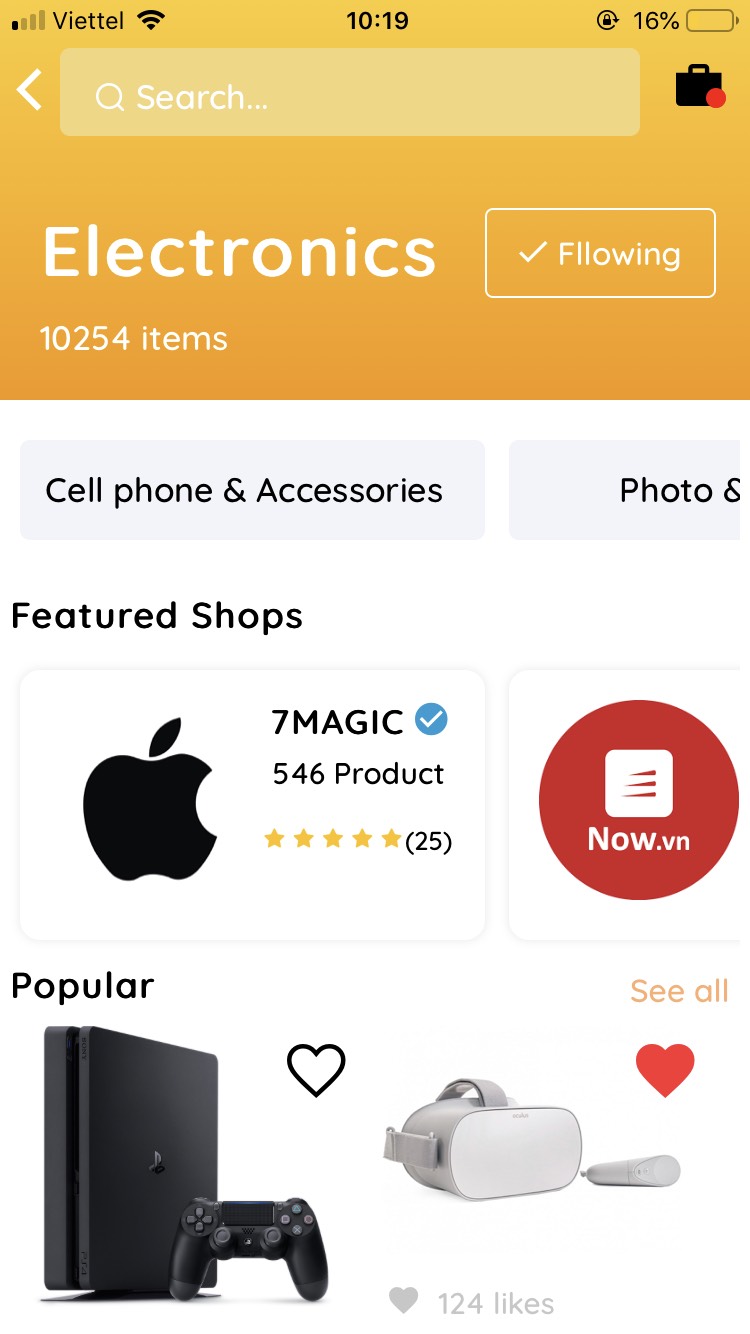 Viettel 10:19 16%
Search...
Electronics
Fllowing
10254 items
Cell phone & Accessories
Photo &
Featured Shops
7MAGIC
546 Product
(25)
Now.vn
Popular
See all
oculus
124 likes